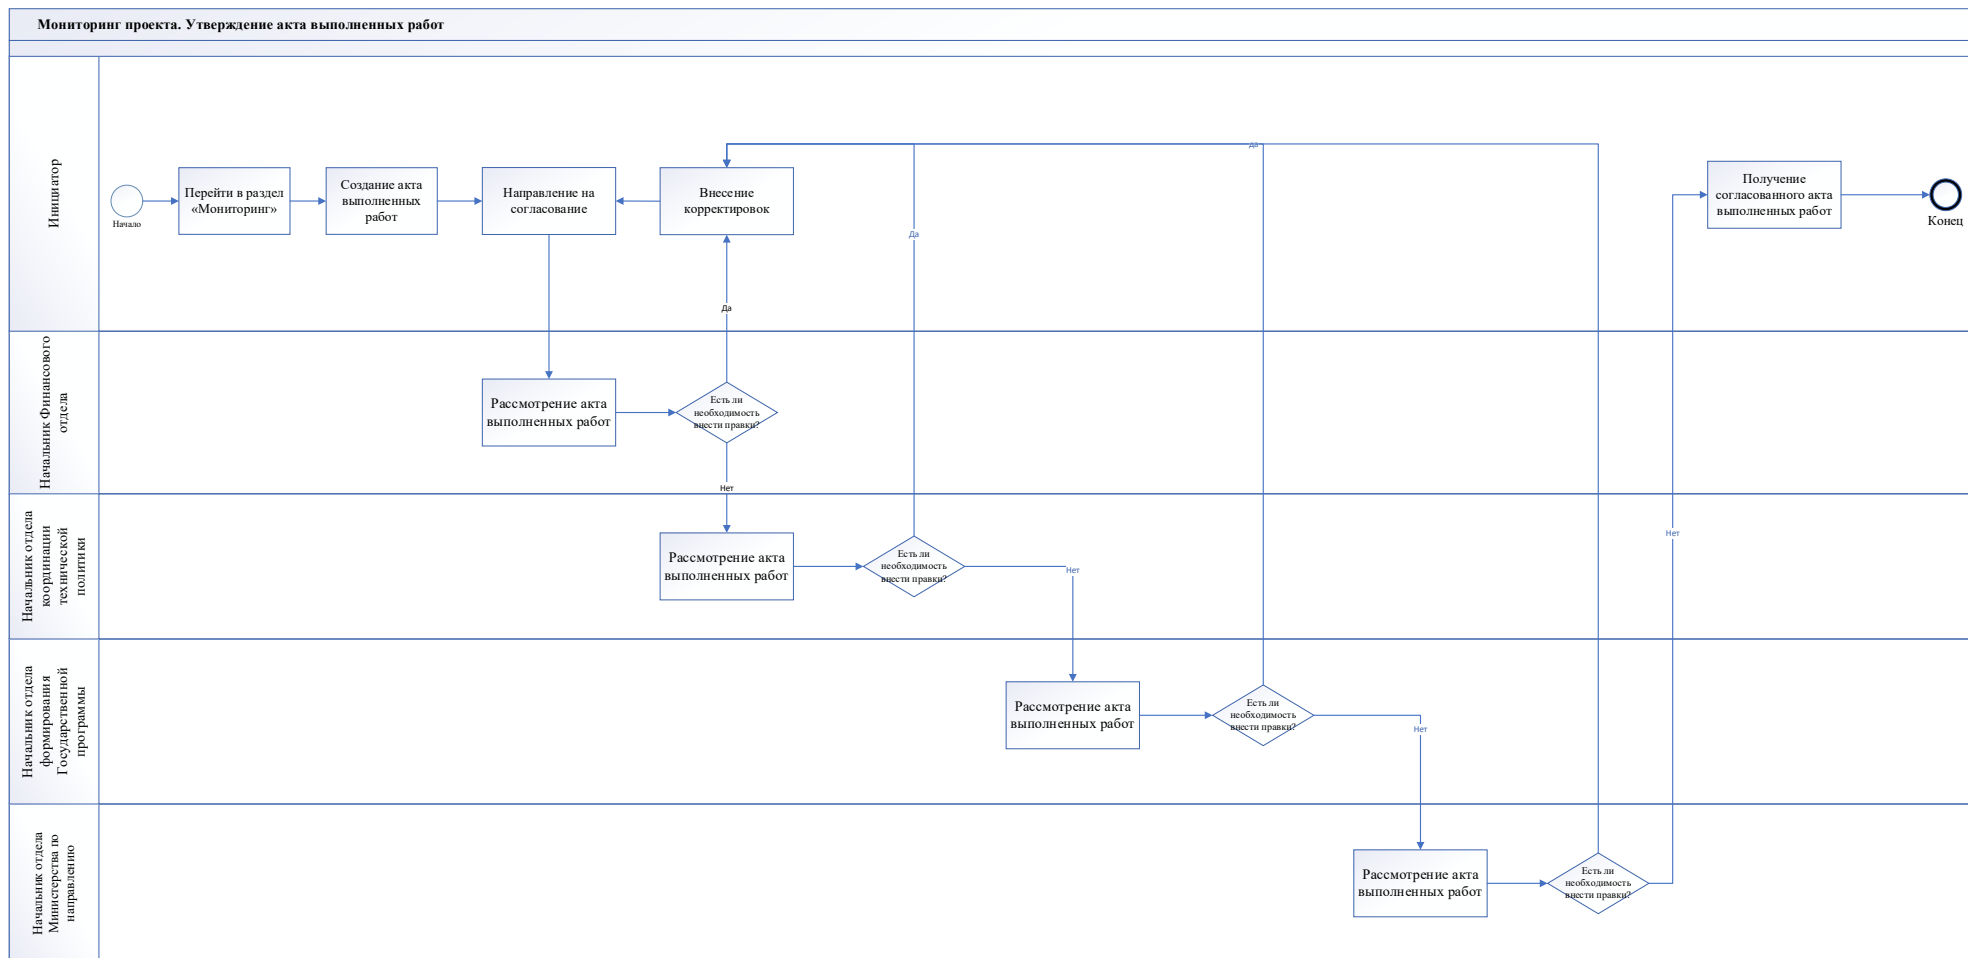 Мониторинг проекта. Утверждение акта выполненных работ
Инициатор
Начало
Перейти в раздел
«Мониторинг»
Создание акта
выполненных
работ
Направление на
согласование
Внесение
корректировок
Да
Да
да
Получение
согласованного акта
выполненных работ
Конец
Начальник Финансового
отдела
Рассмотрение акта
выполненных работ
Есть ли
необходимость
внести правки?
Нет
Нет
Начальник отдела
координации
технической
политики
Рассмотрение акта
выполненных работ
Есть ли
необходимость
внести правки?
Нет
Начальник отдела
формирования
Государственной
программы
Рассмотрение акта
выполненных работ
Есть ли
необходимость
внести правки?
Нет
Начальник отдела
Министерства по
направлению
Рассмотрение акта
выполненных работ
Есть ли
необходимость
внести правки?